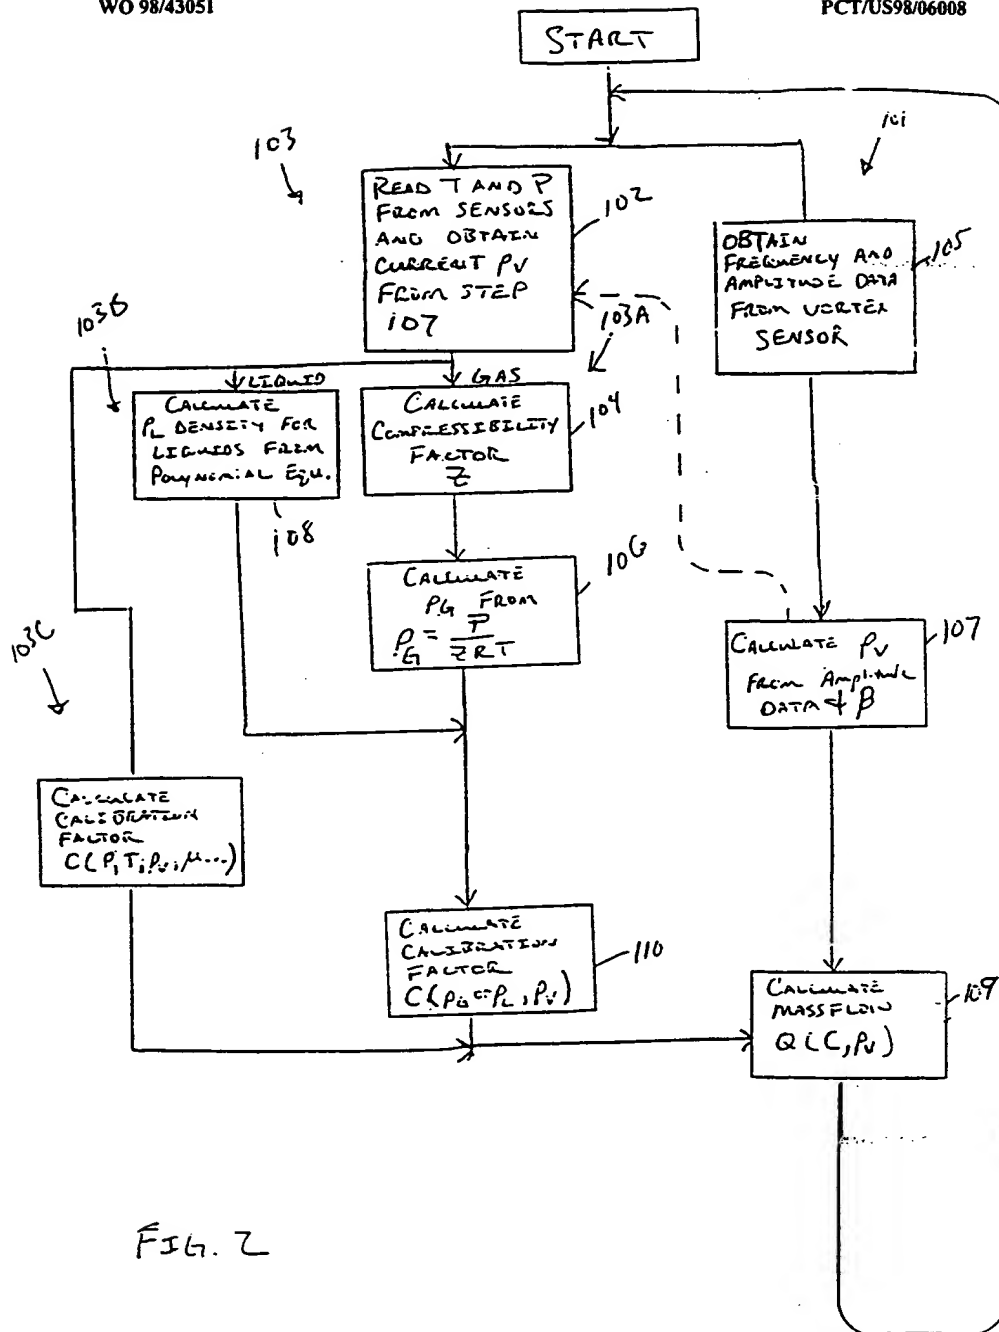 WO 98/43051
PCT/US98/06008
START
103
101
READ T AND P
FROM SENSORS
AND OBTAIN
CURRENT ρv
FROM STEP
107
102
OBTAIN
FREQUENCY AND
AMPLITUDE DATA
FROM VORTEX
SENSOR
105
103B
103A
LIQUID
GAS
CALCULATE
ρL DENSITY FOR
LIQUIDS FROM
POLYNOMIAL EQU.
108
CALCULATE
COMPRESSIBILITY
FACTOR
Z
104
CALCULATE
ρG FROM
ρG = P / ZRT
106
103C
CALCULATE ρv
FROM Amplitude
DATA & β
107
CALCULATE
CALIBRATION
FACTOR
C(P, T, ρv, μ...)
CALCULATE
CALIBRATION
FACTOR
C(ρG or ρL, ρv)
110
CALCULATE
MASSFLOW
Q(C, ρv)
109
FIG. 2